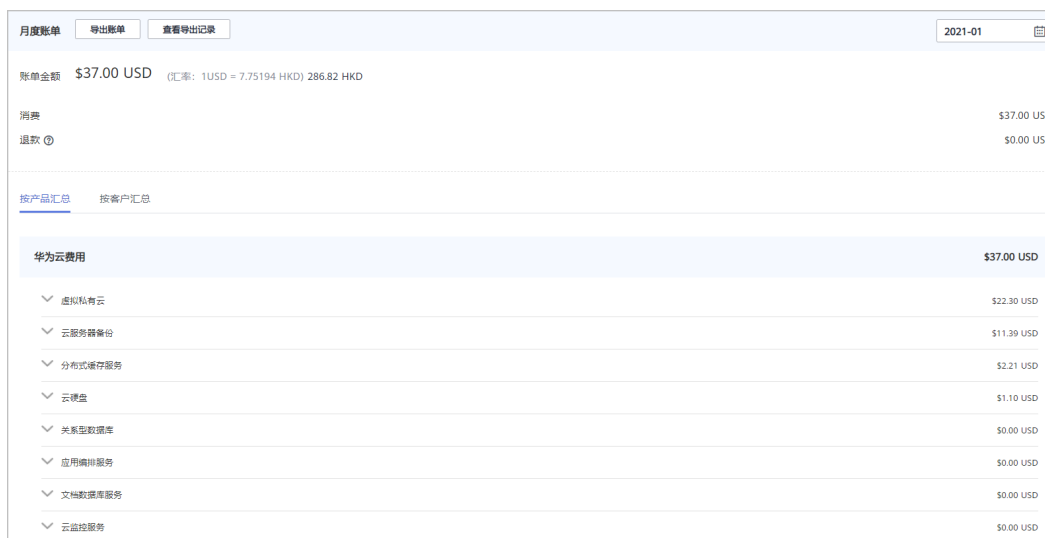 月度账单 导出账单 查看导出记录 2021-01
账单金额 $37.00 USD (汇率: 1USD = 7.75194 HKD) 286.82 HKD
消费 $37.00 US
退款 $0.00 US
按产品汇总 按客户汇总
华为云费用 $37.00 USD
虚拟私有云 $22.30 USD
云服务器备份 $11.39 USD
分布式缓存服务 $2.21 USD
云硬盘 $1.10 USD
关系型数据库 $0.00 USD
应用编排服务 $0.00 USD
文档数据库服务 $0.00 USD
云监控服务 $0.00 USD